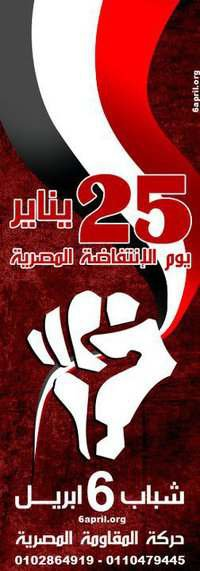 6april.org
25 يناير
يوم الإنتفاضة المصرية
شباب 6 ابريل
6april.org
حركة المقاومة المصرية
0102864919 - 0110479445